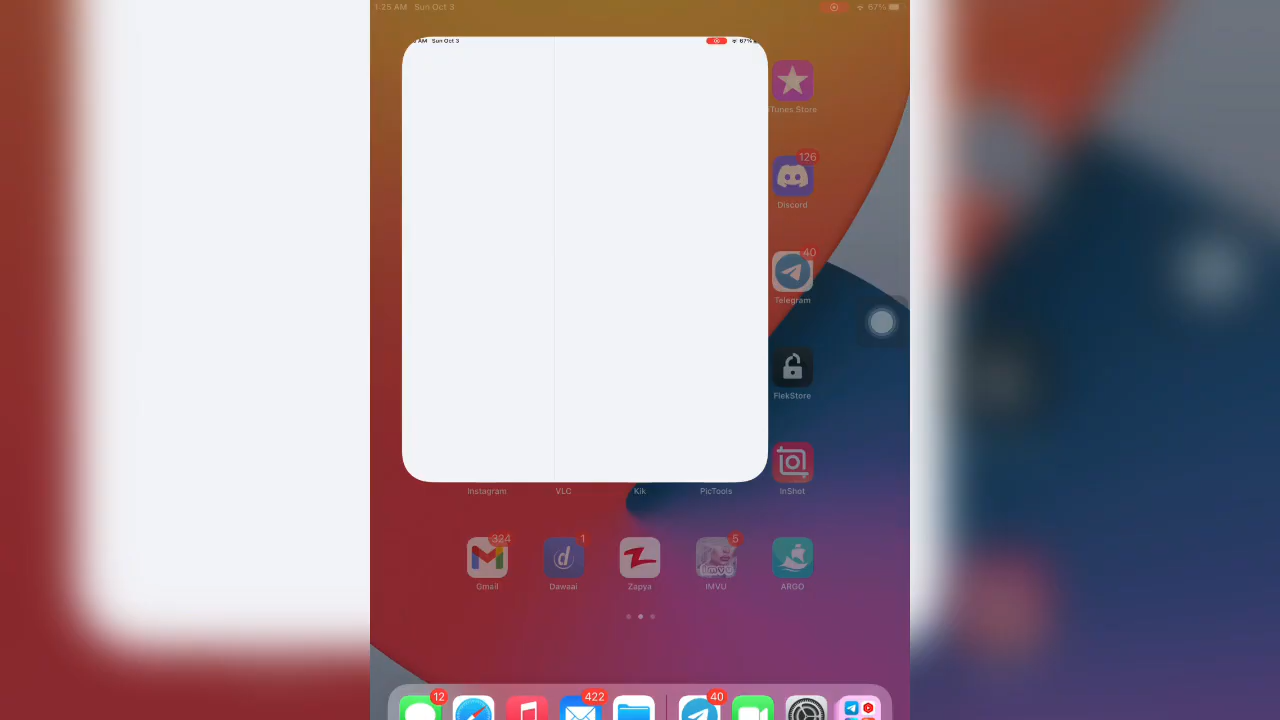 1:25 AM Sun Oct 3
67%
AM Sun Oct 3
67%
iTunes Store
126
Discord
40
Telegram
FlekStore
Instagram VLC Kik PicTools InShot
324 1 5
Gmail Dawaai Zapya IMVU ARGO
12 422 40